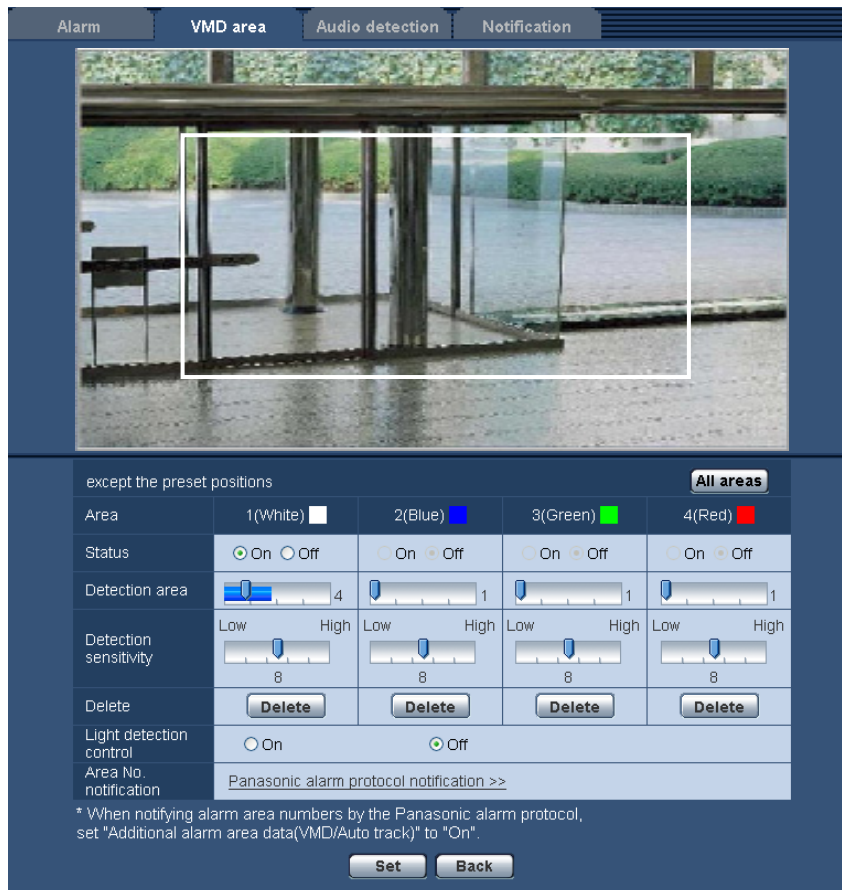 Alarm VMD area Audio detection Notification
except the preset positions All areas
Area 1(White) 2(Blue) 3(Green) 4(Red)
Status On Off On Off On Off On Off
Detection area 4 1 1 1
Detection sensitivity Low High Low High Low High Low High
8 8 8 8
Delete Delete Delete Delete Delete
Light detection control On Off
Area No. notification Panasonic alarm protocol notification >>
* When notifying alarm area numbers by the Panasonic alarm protocol,
set "Additional alarm area data(VMD/Auto track)" to "On".
Set Back